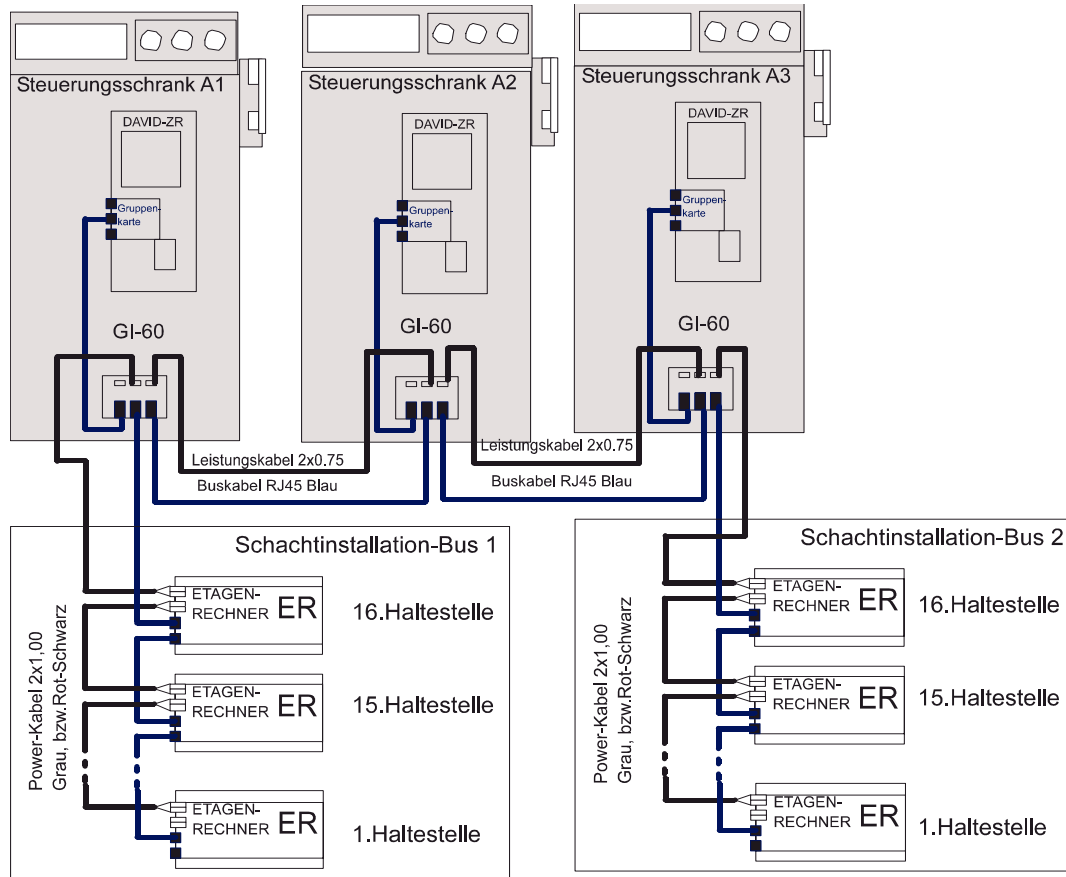 Steuerungsschrank A1
DAVID-ZR
Gruppen-
karte
GI-60
Steuerungsschrank A2
DAVID-ZR
Gruppen-
karte
GI-60
Steuerungsschrank A3
DAVID-ZR
Gruppen-
karte
GI-60
Leistungskabel 2x0.75
Buskabel RJ45 Blau
Leistungskabel 2x0.75
Buskabel RJ45 Blau
Schachtinstallation-Bus 1
Power-Kabel 2x1,00
Grau, bzw.Rot-Schwarz
ETAGEN-
RECHNER ER
16.Haltestelle
ETAGEN-
RECHNER ER
15.Haltestelle
ETAGEN-
RECHNER ER
1.Haltestelle
Schachtinstallation-Bus 2
Power-Kabel 2x1,00
Grau, bzw.Rot-Schwarz
ETAGEN-
RECHNER ER
16.Haltestelle
ETAGEN-
RECHNER ER
15.Haltestelle
ETAGEN-
RECHNER ER
1.Haltestelle